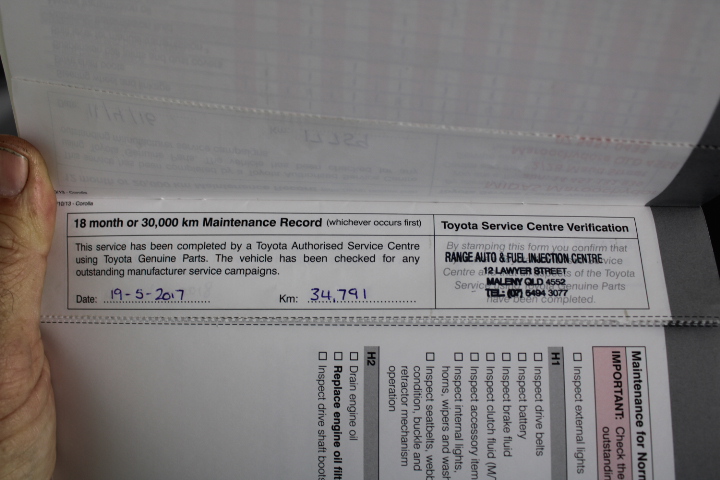 10/13 - Corolla
18 month or 30,000 km Maintenance Record (whichever occurs first)
This service has been completed by a Toyota Authorised Service Centre
using Toyota Genuine Parts. The vehicle has been checked for any
outstanding manufacturer service campaigns.
Date: 19-5-2017 Km: 34,791
Toyota Service Centre Verification
By stamping this form you confirm that
RANGE AUTO & FUEL INJECTION CENTRE
12 LAWYER STREET
MALENY QLD 4552
TEL: (07) 5494 3077
have been completed.
Maintenance for Nor
IMPORTANT: Check the
outstandin
☐ Inspect external lights
H1
☐ Inspect drive belts
☐ Inspect battery
☐ Inspect brake fluid
☐ Inspect clutch fluid (M/
☐ Inspect accessory item
☐ Inspect internal lights,
horns, wipers and wash
☐ Inspect seatbelts, webb
condition, buckle and
retractor mechanism
operation
H2
☐ Drain engine oil
☐ Replace engine oil filt
☐ Inspect drive shaft boots